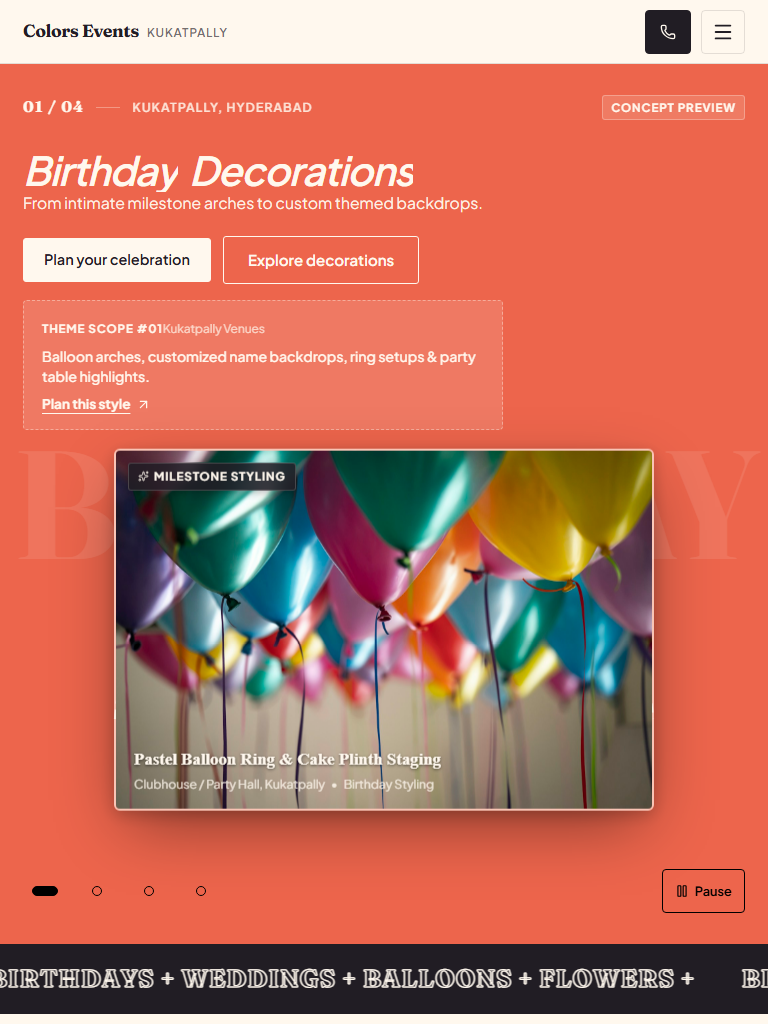 Colors Events KUKATPALLY
01 / 04 KUKATPALLY, HYDERABAD
CONCEPT PREVIEW
Birthday Decorations
From intimate milestone arches to custom themed backdrops.
Plan your celebration
Explore decorations
THEME SCOPE #01Kukatpally Venues
Balloon arches, customized name backdrops, ring setups & party
table highlights.
Plan this style
B AY
MILESTONE STYLING
Pastel Balloon Ring & Cake Plinth Staging
Clubhouse / Party Hall, Kukatpally • Birthday Styling
Pause
BIRTHDAYS + WEDDINGS + BALLOONS + FLOWERS + BI